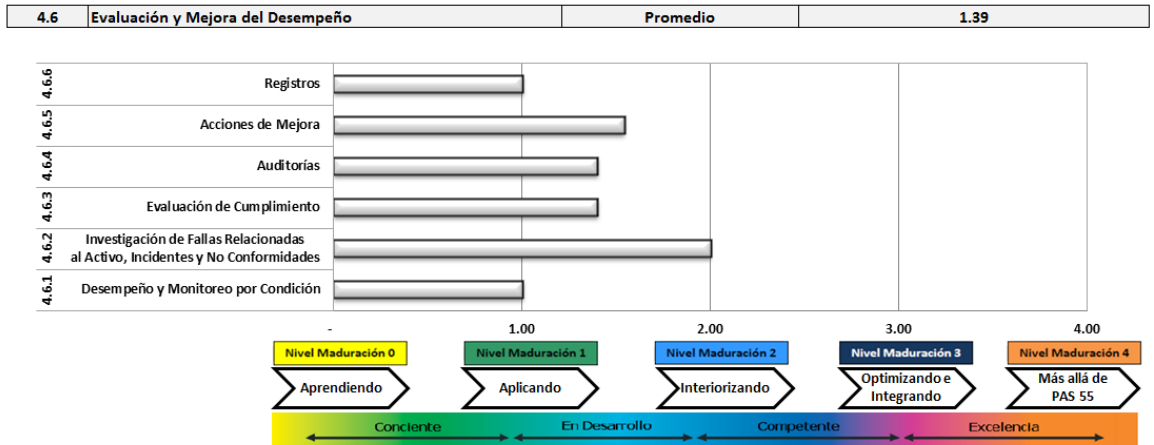 4.6 Evaluación y Mejora del Desempeño Promedio 1.39
4.6.6 Registros
4.6.5 Acciones de Mejora
4.6.4 Auditorías
4.6.3 Evaluación de Cumplimiento
4.6.2 Investigación de Fallas Relacionadas
al Activo, Incidentes y No Conformidades
4.6.1 Desempeño y Monitoreo por Condición
- 1.00 2.00 3.00 4.00
Nivel Maduración 0 Nivel Maduración 1 Nivel Maduración 2 Nivel Maduración 3 Nivel Maduración 4
Aprendiendo Aplicando Interiorizando Optimizando e
Integrando Más allá de
PAS 55
Conciente En Desarrollo Competente Excelencia